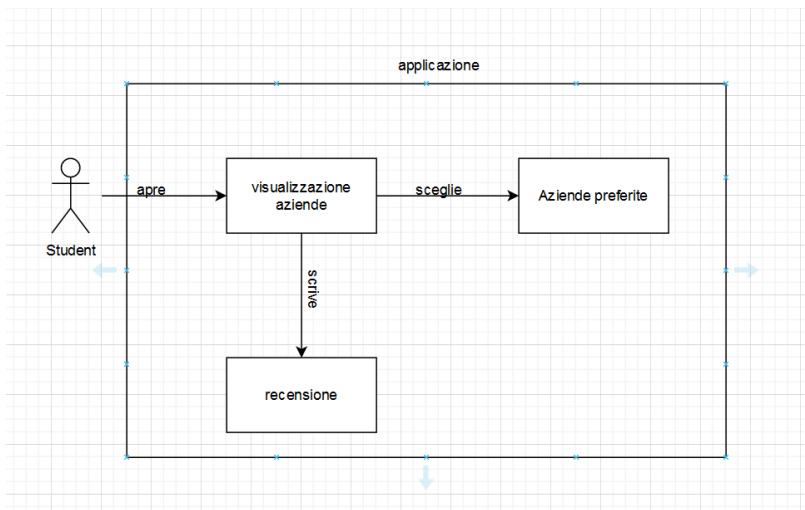 applicazione
apre
visualizzazione
aziende
sceglie
Aziende preferite
Student
scrive
recensione